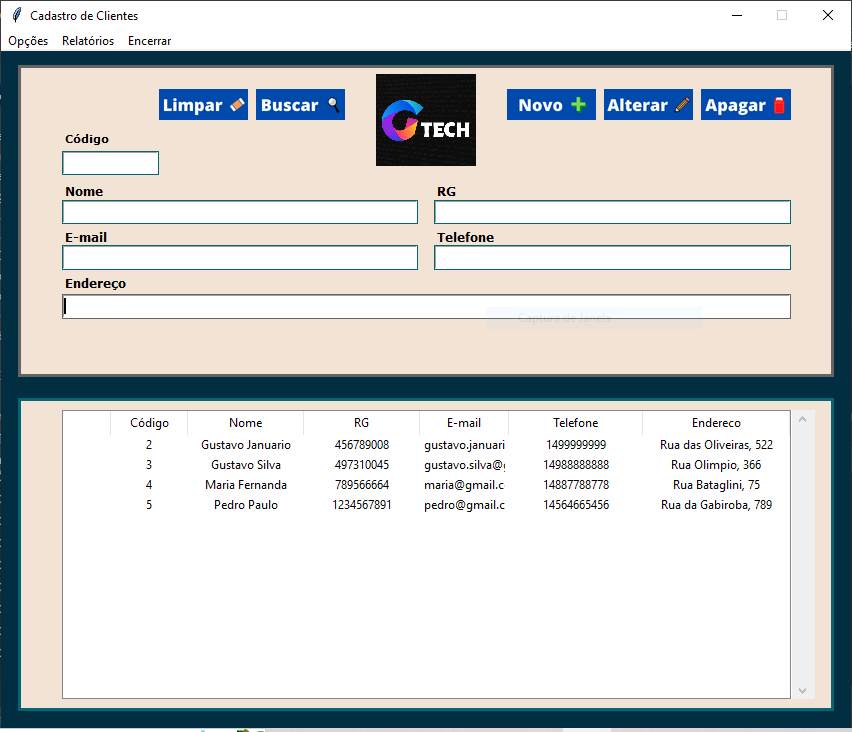 Cadastro de Clientes
Opções Relatórios Encerrar
Limpar Buscar Novo Alterar Apagar
G TECH
Código
Nome RG
E-mail Telefone
Endereço
Captura de Janela
Código Nome RG E-mail Telefone Endereco
2 Gustavo Januario 456789008 gustavo.januari 1499999999 Rua das Oliveiras, 522
3 Gustavo Silva 497310045 gustavo.silva@g 14988888888 Rua Olimpio, 366
4 Maria Fernanda 789566664 maria@gmail.c 14887788778 Rua Bataglini, 75
5 Pedro Paulo 1234567891 pedro@gmail.c 14564665456 Rua da Gabiroba, 789